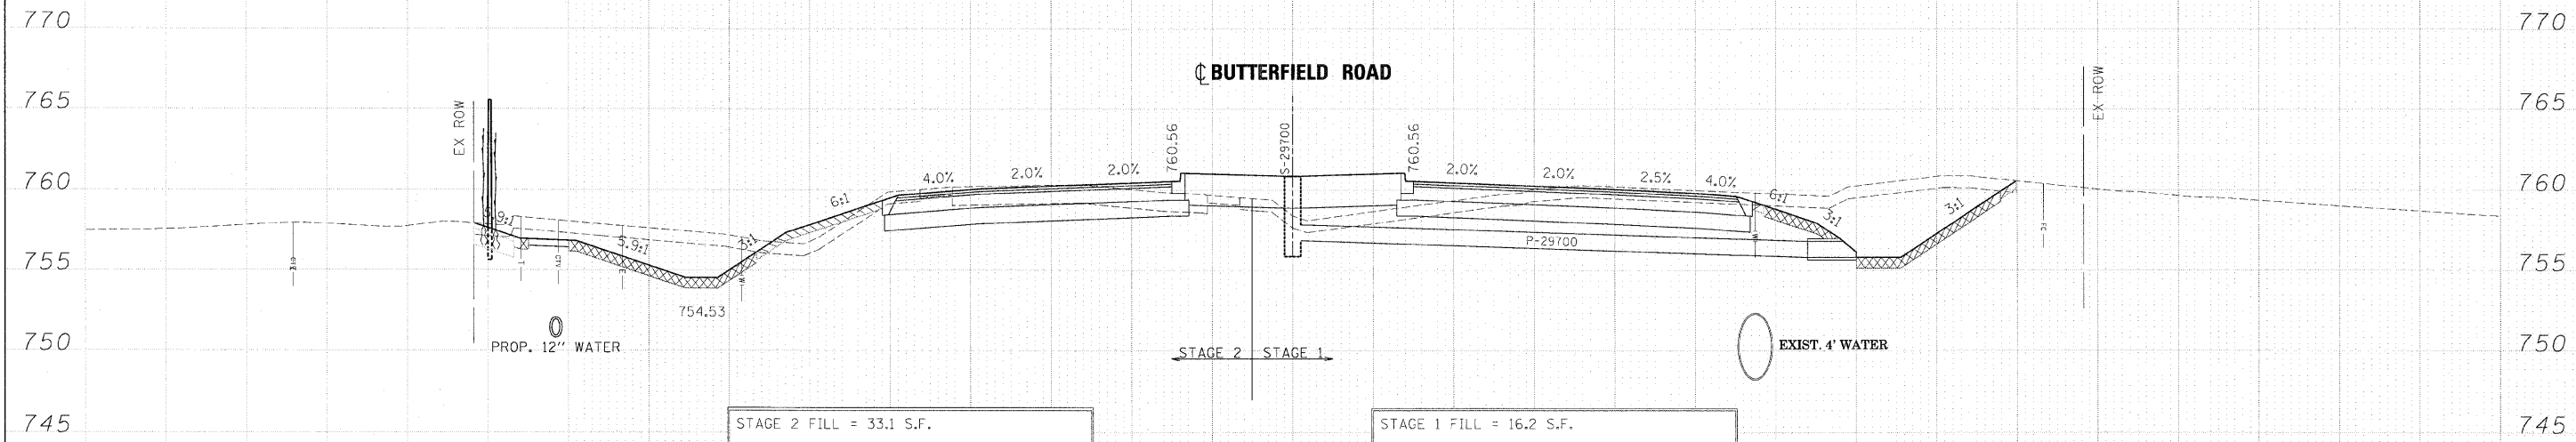 770
770
℄ BUTTERFIELD ROAD
765
765
EX ROW
EX ROW
760.56
S-29700
760.56
760
760
6:1
4.0%
2.0%
2.0%
2.0%
2.0%
2.5%
4.0%
6:1
3:1
3:1
5.9:1
5.9:1
3:1
P-29700
T
CTV
E
W
755
755
754.53
PROP. 12" WATER
750
750
STAGE 2
STAGE 1
EXIST. 4' WATER
745
745
STAGE 2 FILL = 33.1 S.F.
STAGE 1 FILL = 16.2 S.F.